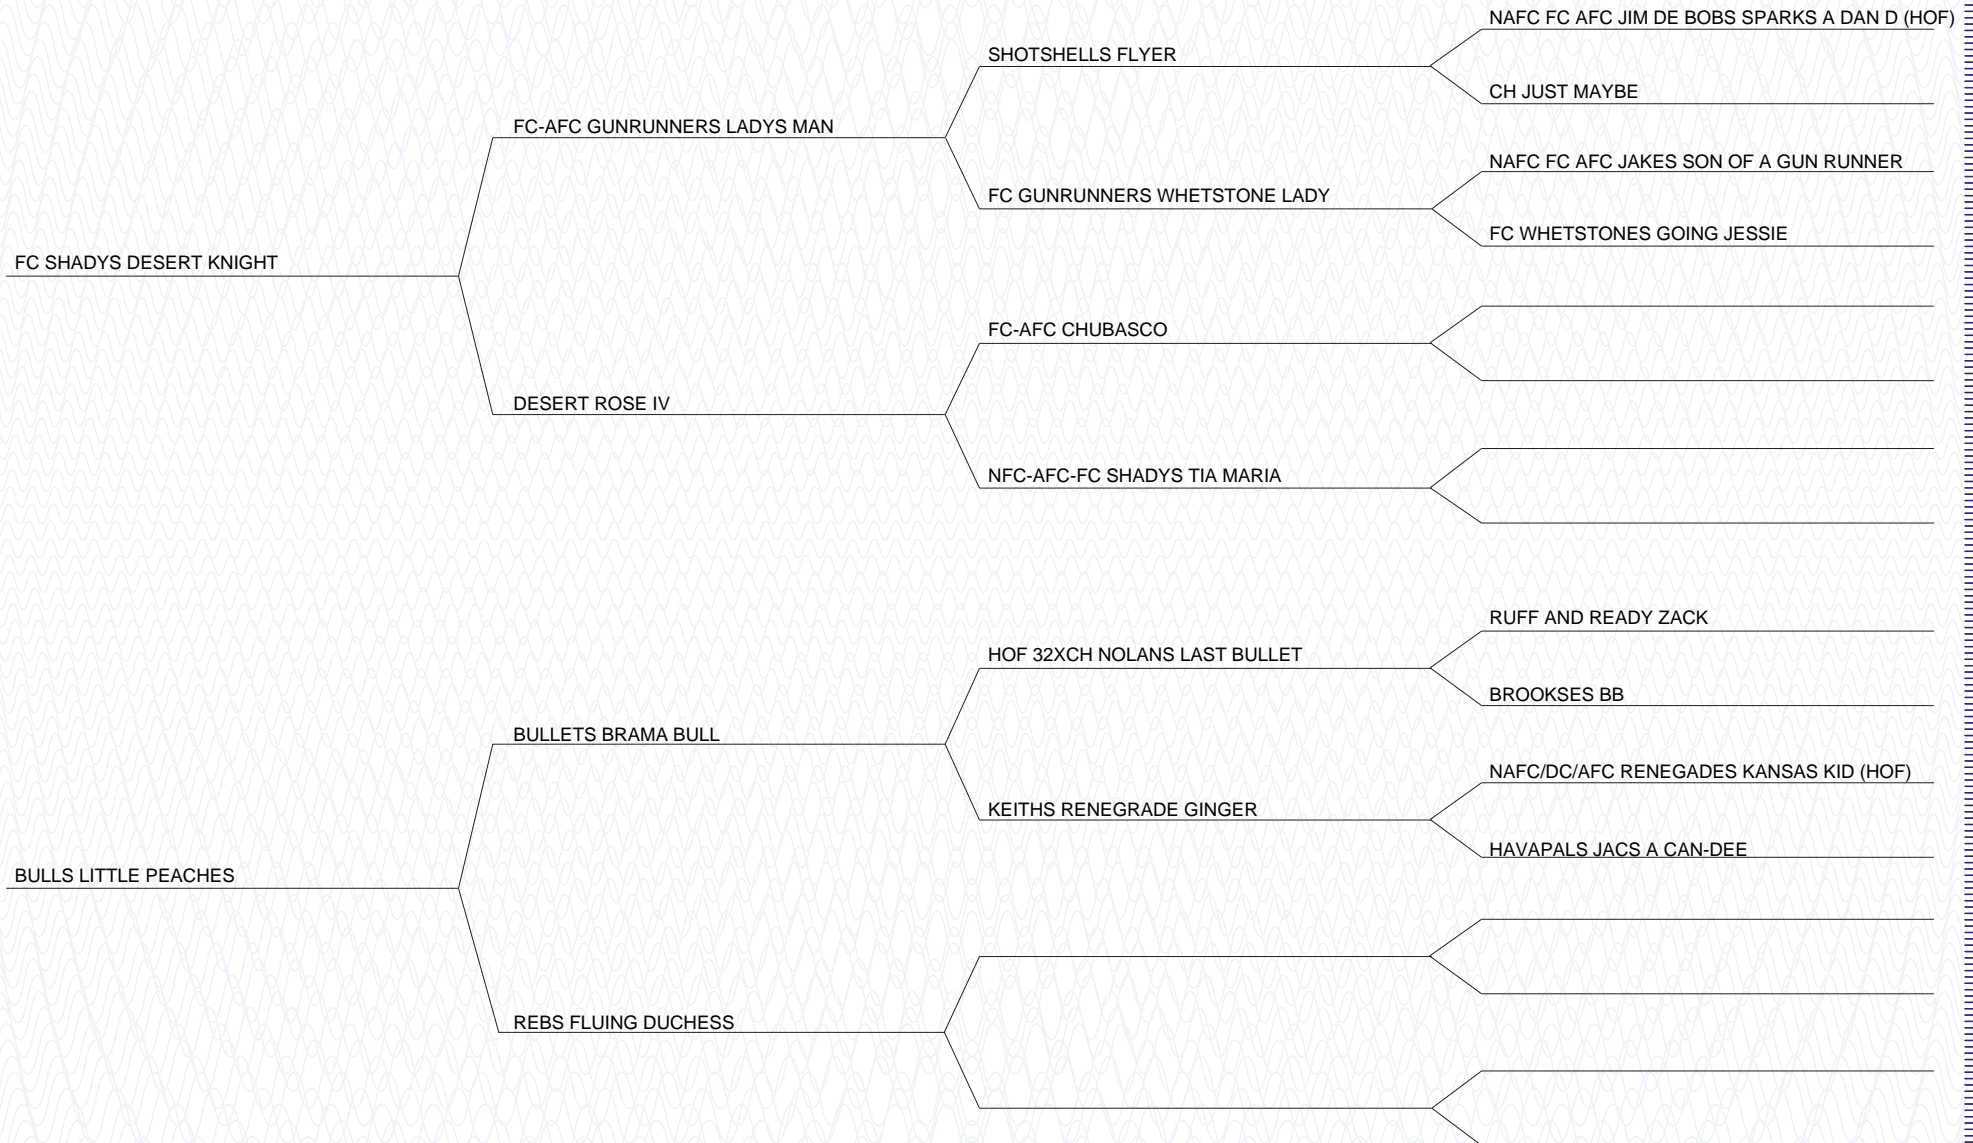 NAFC FC AFC JIM DE BOBS SPARKS A DAN D (HOF)
SHOTSHELLS FLYER
CH JUST MAYBE
FC-AFC GUNRUNNERS LADYS MAN
NAFC FC AFC JAKES SON OF A GUN RUNNER
FC GUNRUNNERS WHETSTONE LADY
FC WHETSTONES GOING JESSIE
FC SHADYS DESERT KNIGHT
FC-AFC CHUBASCO
DESERT ROSE IV
NFC-AFC-FC SHADYS TIA MARIA
RUFF AND READY ZACK
HOF 32XCH NOLANS LAST BULLET
BROOKSES BB
BULLETS BRAMA BULL
NAFC/DC/AFC RENEGADES KANSAS KID (HOF)
KEITHS RENEGRADE GINGER
HAVAPALS JACS A CAN-DEE
BULLS LITTLE PEACHES
REBS FLUING DUCHESS